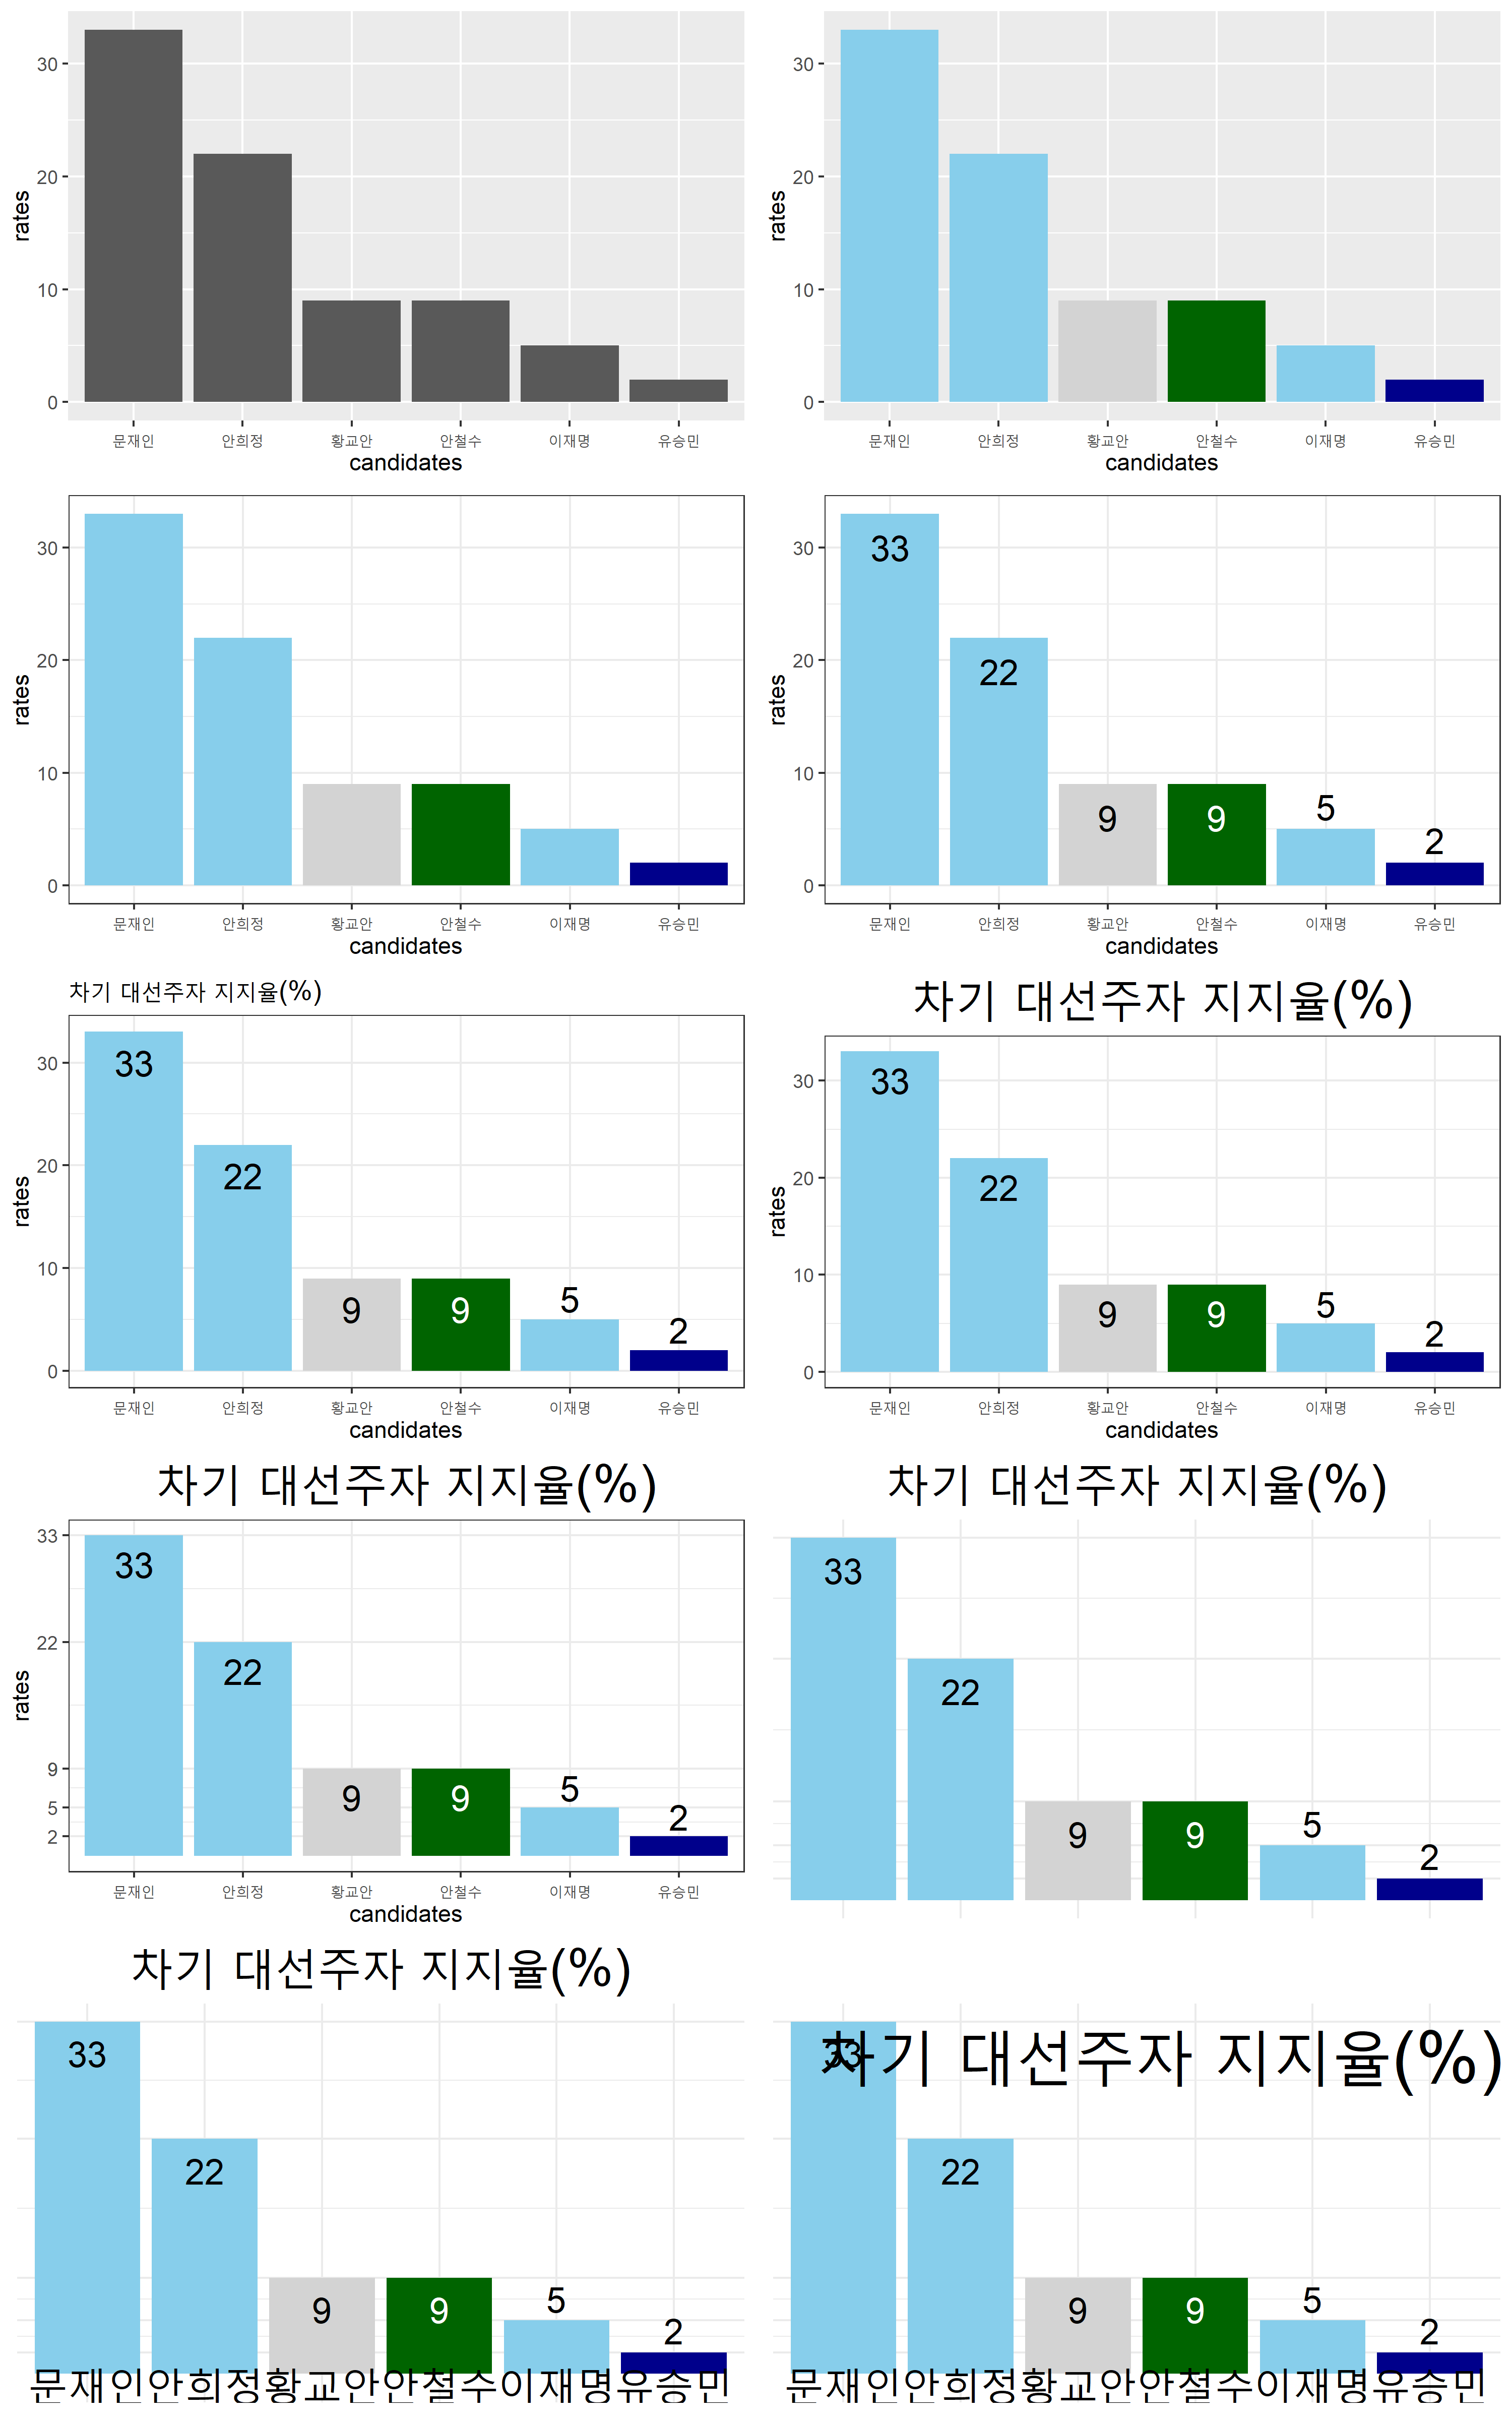 30
20
10
0
rates
문재인 안희정 황교안 안철수 이재명 유승민
candidates
30
20
10
0
rates
문재인 안희정 황교안 안철수 이재명 유승민
candidates
30
20
10
0
rates
문재인 안희정 황교안 안철수 이재명 유승민
candidates
30
20
10
0
rates
33
22
9
9
5
2
문재인 안희정 황교안 안철수 이재명 유승민
candidates
차기 대선주자 지지율(%)
30
20
10
0
rates
33
22
9
9
5
2
문재인 안희정 황교안 안철수 이재명 유승민
candidates
차기 대선주자 지지율(%)
30
20
10
0
rates
33
22
9
9
5
2
문재인 안희정 황교안 안철수 이재명 유승민
candidates
차기 대선주자 지지율(%)
33
22
9
5
2
rates
33
22
9
9
5
2
문재인 안희정 황교안 안철수 이재명 유승민
candidates
차기 대선주자 지지율(%)
33
22
9
9
5
2
차기 대선주자 지지율(%)
33
22
9
9
5
2
문재인안희정황교안안철수이재명유승민
차기 대선주자 지지율(%)
33
22
9
9
5
2
문재인안희정황교안안철수이재명유승민